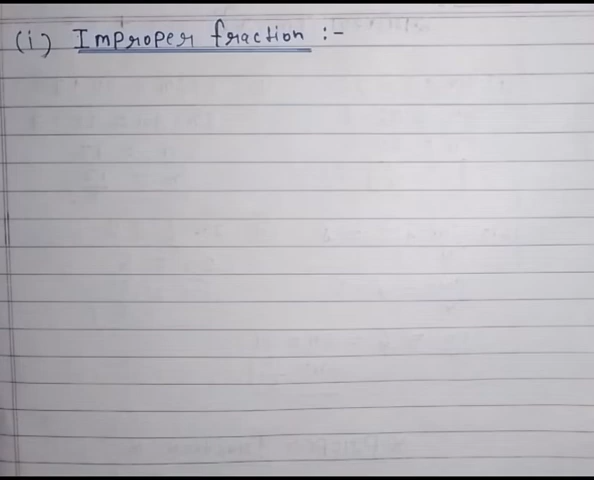 (i) Improper fraction :-